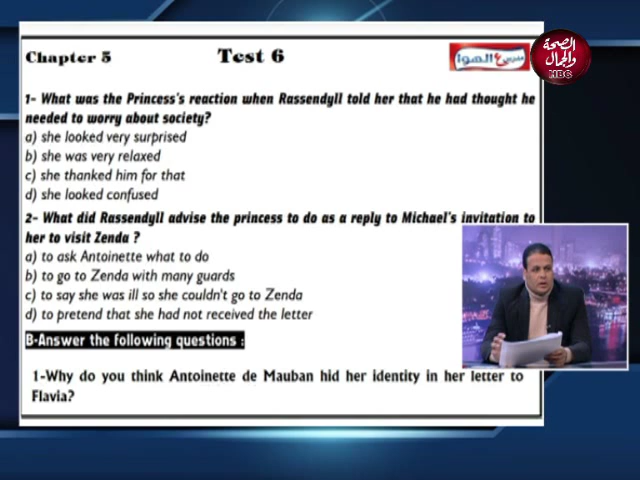 Chapter 5
Test 6
مدرس ع الهوا
الصحة
والجمال
HBC
1- What was the Princess's reaction when Rassendyll told her that he had thought he
needed to worry about society?
a) she looked very surprised
b) she was very relaxed
c) she thanked him for that
d) she looked confused
2- What did Rassendyll advise the princess to do as a reply to Michael's invitation to
her to visit Zenda ?
a) to ask Antoinette what to do
b) to go to Zenda with many guards
c) to say she was ill so she couldn't go to Zenda
d) to pretend that she had not received the letter
B-Answer the following questions :
1-Why do you think Antoinette de Mauban hid her identity in her letter to
Flavia?